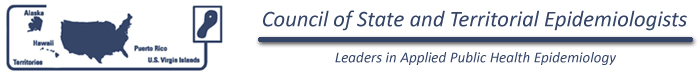 Alaska
Hawaii
Territories
Puerto Rico
U.S. Virgin Islands
Council of State and Territorial Epidemiologists
Leaders in Applied Public Health Epidemiology